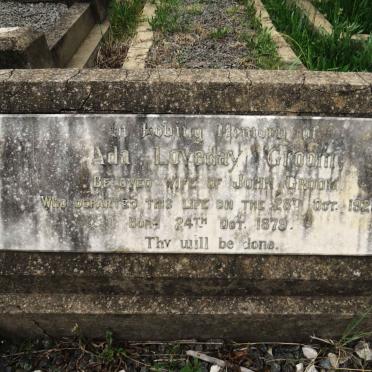 In Loving Memory of
Ada Loveday Groom
Beloved wife of John Groom
Who departed this life on the 28th Oct. 192
Born 24th Oct. 1879.
Thy will be done.